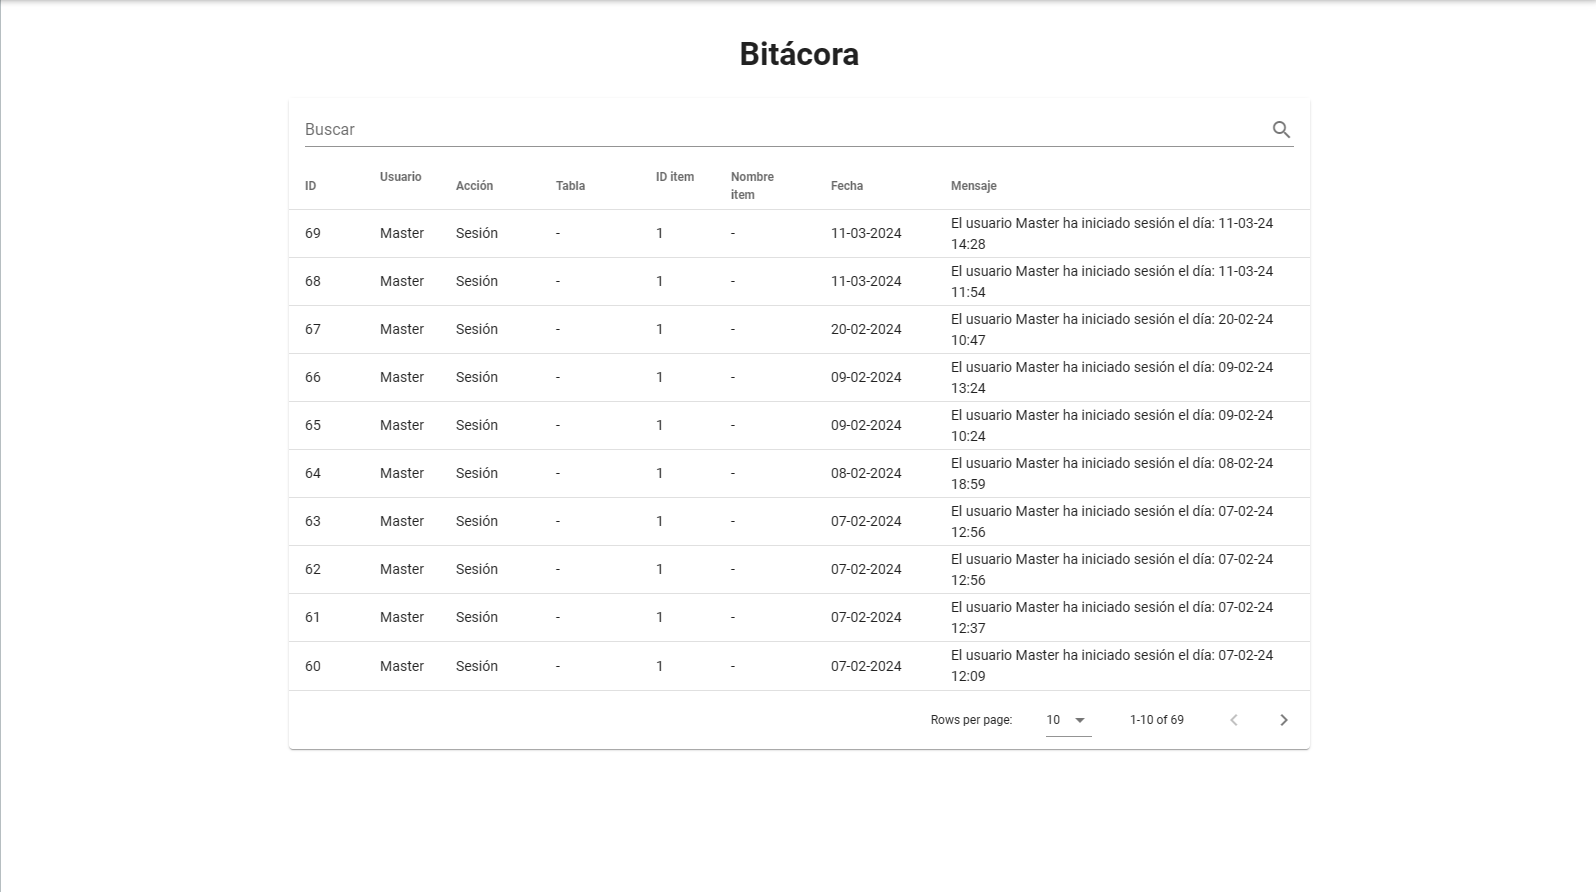 Bitácora
Buscar
ID Usuario Acción Tabla ID item Nombre item Fecha Mensaje
69 Master Sesión - 1 - 11-03-2024 El usuario Master ha iniciado sesión el día: 11-03-24
14:28
68 Master Sesión - 1 - 11-03-2024 El usuario Master ha iniciado sesión el día: 11-03-24
11:54
67 Master Sesión - 1 - 20-02-2024 El usuario Master ha iniciado sesión el día: 20-02-24
10:47
66 Master Sesión - 1 - 09-02-2024 El usuario Master ha iniciado sesión el día: 09-02-24
13:24
65 Master Sesión - 1 - 09-02-2024 El usuario Master ha iniciado sesión el día: 09-02-24
10:24
64 Master Sesión - 1 - 08-02-2024 El usuario Master ha iniciado sesión el día: 08-02-24
18:59
63 Master Sesión - 1 - 07-02-2024 El usuario Master ha iniciado sesión el día: 07-02-24
12:56
62 Master Sesión - 1 - 07-02-2024 El usuario Master ha iniciado sesión el día: 07-02-24
12:56
61 Master Sesión - 1 - 07-02-2024 El usuario Master ha iniciado sesión el día: 07-02-24
12:37
60 Master Sesión - 1 - 07-02-2024 El usuario Master ha iniciado sesión el día: 07-02-24
12:09
Rows per page: 10 1-10 of 69